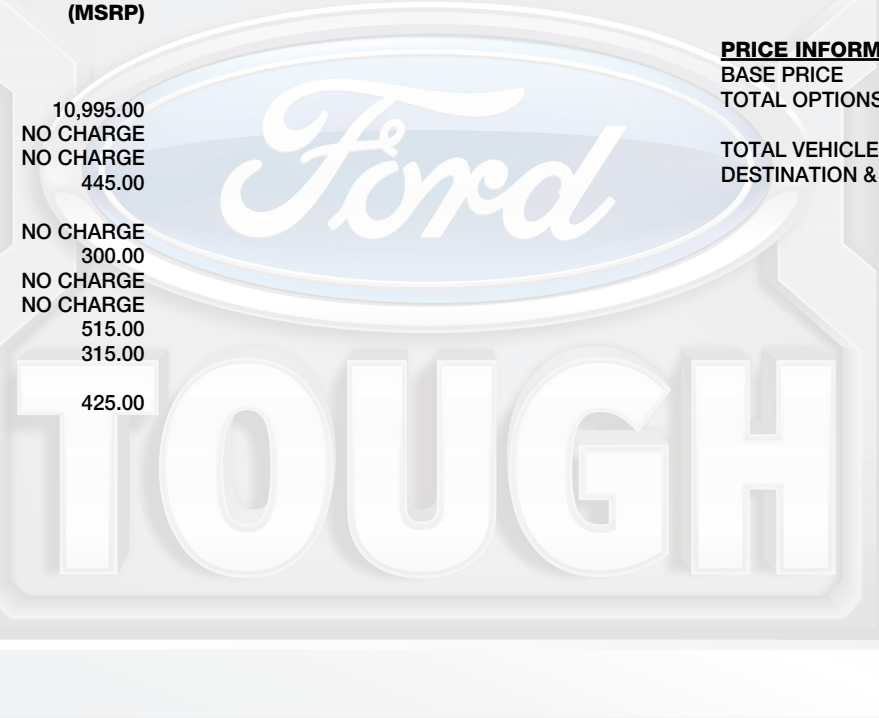 (MSRP)
10,995.00
NO CHARGE
NO CHARGE
445.00
NO CHARGE
300.00
NO CHARGE
NO CHARGE
515.00
315.00
425.00
PRICE INFORM
BASE PRICE
TOTAL OPTIONS
TOTAL VEHICLE
DESTINATION &
Ford
TOUGH